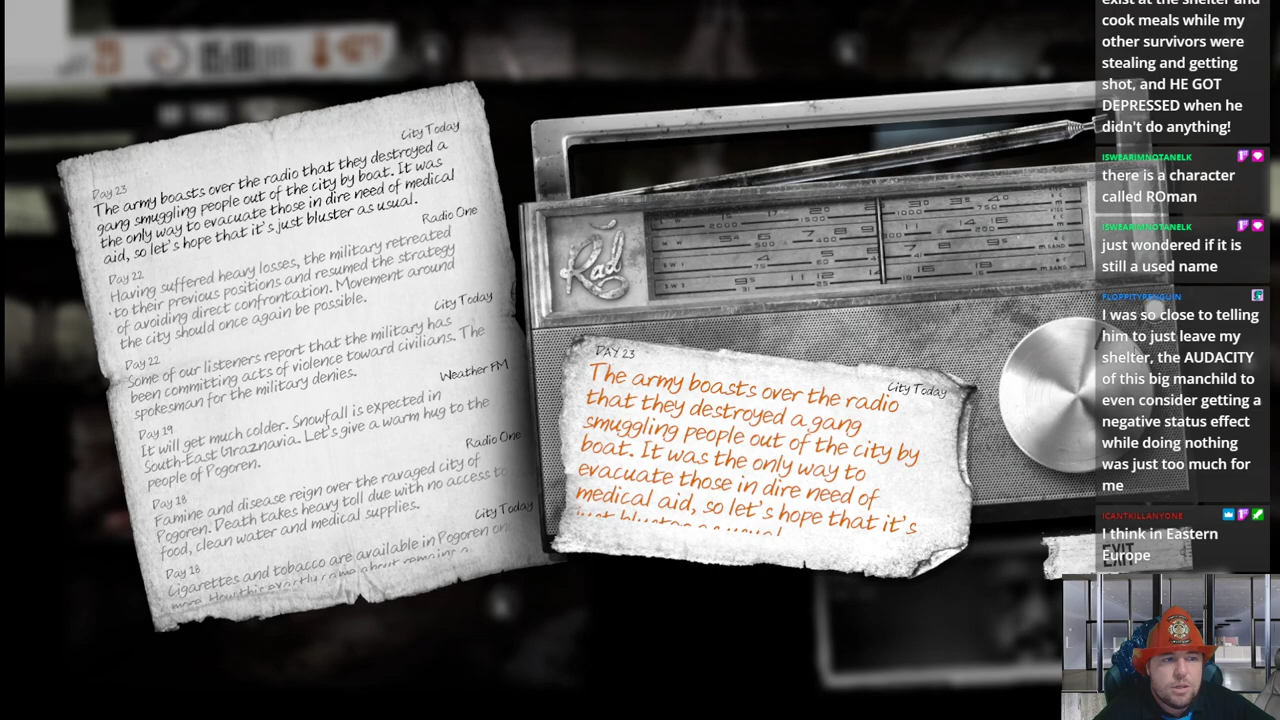 City Today
Day 23
The army boasts over the radio that they destroyed a
gang smuggling people out of the city by boat. It was
the only way to evacuate those in dire need of medical
aid, so let's hope that it's just bluster as usual.
Radio One
Day 22
Having suffered heavy losses, the military retreated
to their previous positions and resumed the strategy
of avoiding direct confrontation. Movement around
the city should once again be possible.
City Today
Day 22
Some of our listeners report that the military has
been committing acts of violence toward civilians. The
spokesman for the military denies.
Weather FM
Day 19
It will get much colder. Snowfall is expected in
South-East Graznavia. Let's give a warm hug to the
people of Pogoren.
Radio One
Day 18
Famine and disease reign over the ravaged city of
Pogoren. Death takes heavy toll due with no access to
food, clean water and medical supplies.
City Today
Day 18
Cigarettes and tobacco are available in Pogoren once
Rad
DAY 23
City Today
The army boasts over the radio
that they destroyed a gang
smuggling people out of the city by
boat. It was the only way to
evacuate those in dire need of
medical aid, so let's hope that it's
just bluster as usual.
EXIT
exist at the shelter and
cook meals while my
other survivors were
stealing and getting
shot, and HE GOT
DEPRESSED when he
didn't do anything!
ISWEARIMNOTANELK
there is a character
called ROman
ISWEARIMNOTANELK
just wondered if it is
still a used name
FLOPPITYPENGUIN
I was so close to telling
him to just leave my
shelter, the AUDACITY
of this big manchild to
even consider getting a
negative status effect
while doing nothing
was just too much for
me
ICANTKILLANYONE
I think in Eastern
Europe